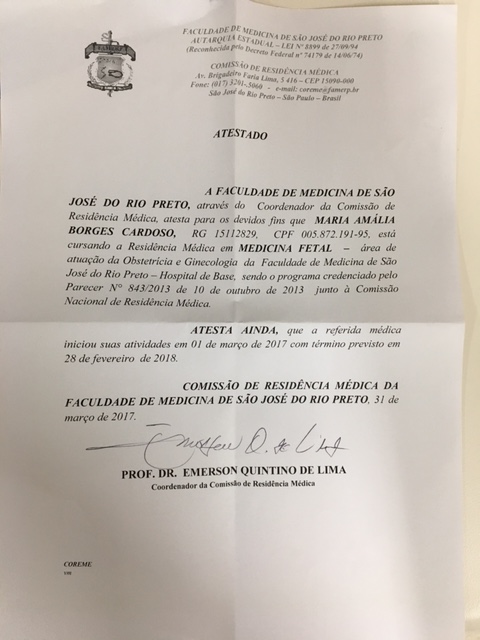 FACULDADE DE MEDICINA DE SÃO JOSÉ DO RIO PRETO
AUTARQUIA ESTADUAL – LEI Nº 8899 de 27/09/94
(Reconhecida pelo Decreto Federal nº 74179 de 14/06/74)
COMISSÃO DE RESIDÊNCIA MÉDICA
Av. Brigadeiro Faria Lima, 5 416 – CEP 15090-000
Fone: (017) 3201-5060 - e-mail: coreme@famerp.br
São José do Rio Preto – São Paulo – Brasil
FAMERP
ATESTADO
A FACULDADE DE MEDICINA DE SÃO
JOSÉ DO RIO PRETO, através do Coordenador da Comissão de
Residência Médica, atesta para os devidos fins que MARIA AMÁLIA
BORGES CARDOSO, RG 15112829, CPF 005.872.191-95, está
cursando a Residência Médica em MEDICINA FETAL – área de
atuação da Obstetricia e Ginecologia da Faculdade de Medicina de São
José do Rio Preto – Hospital de Base, sendo o programa credenciado pelo
Parecer N° 843/2013 de 10 de outubro de 2013 junto à Comissão
Nacional de Residência Médica.
ATESTA AINDA, que a referida médica
iniciou suas atividades em 01 de março de 2017 com término previsto em
28 de fevereiro de 2018.
COMISSÃO DE RESIDÊNCIA MÉDICA DA
FACULDADE DE MEDICINA DE SÃO JOSÉ DO RIO PRETO, 31 de
março de 2017.
Emerson Q. de Lima
PROF. DR. EMERSON QUINTINO DE LIMA
Coordenador da Comissão de Residência Médica
COREME